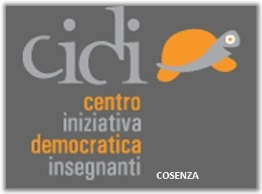 cidi
centro
iniziativa
democratica
insegnanti
COSENZA